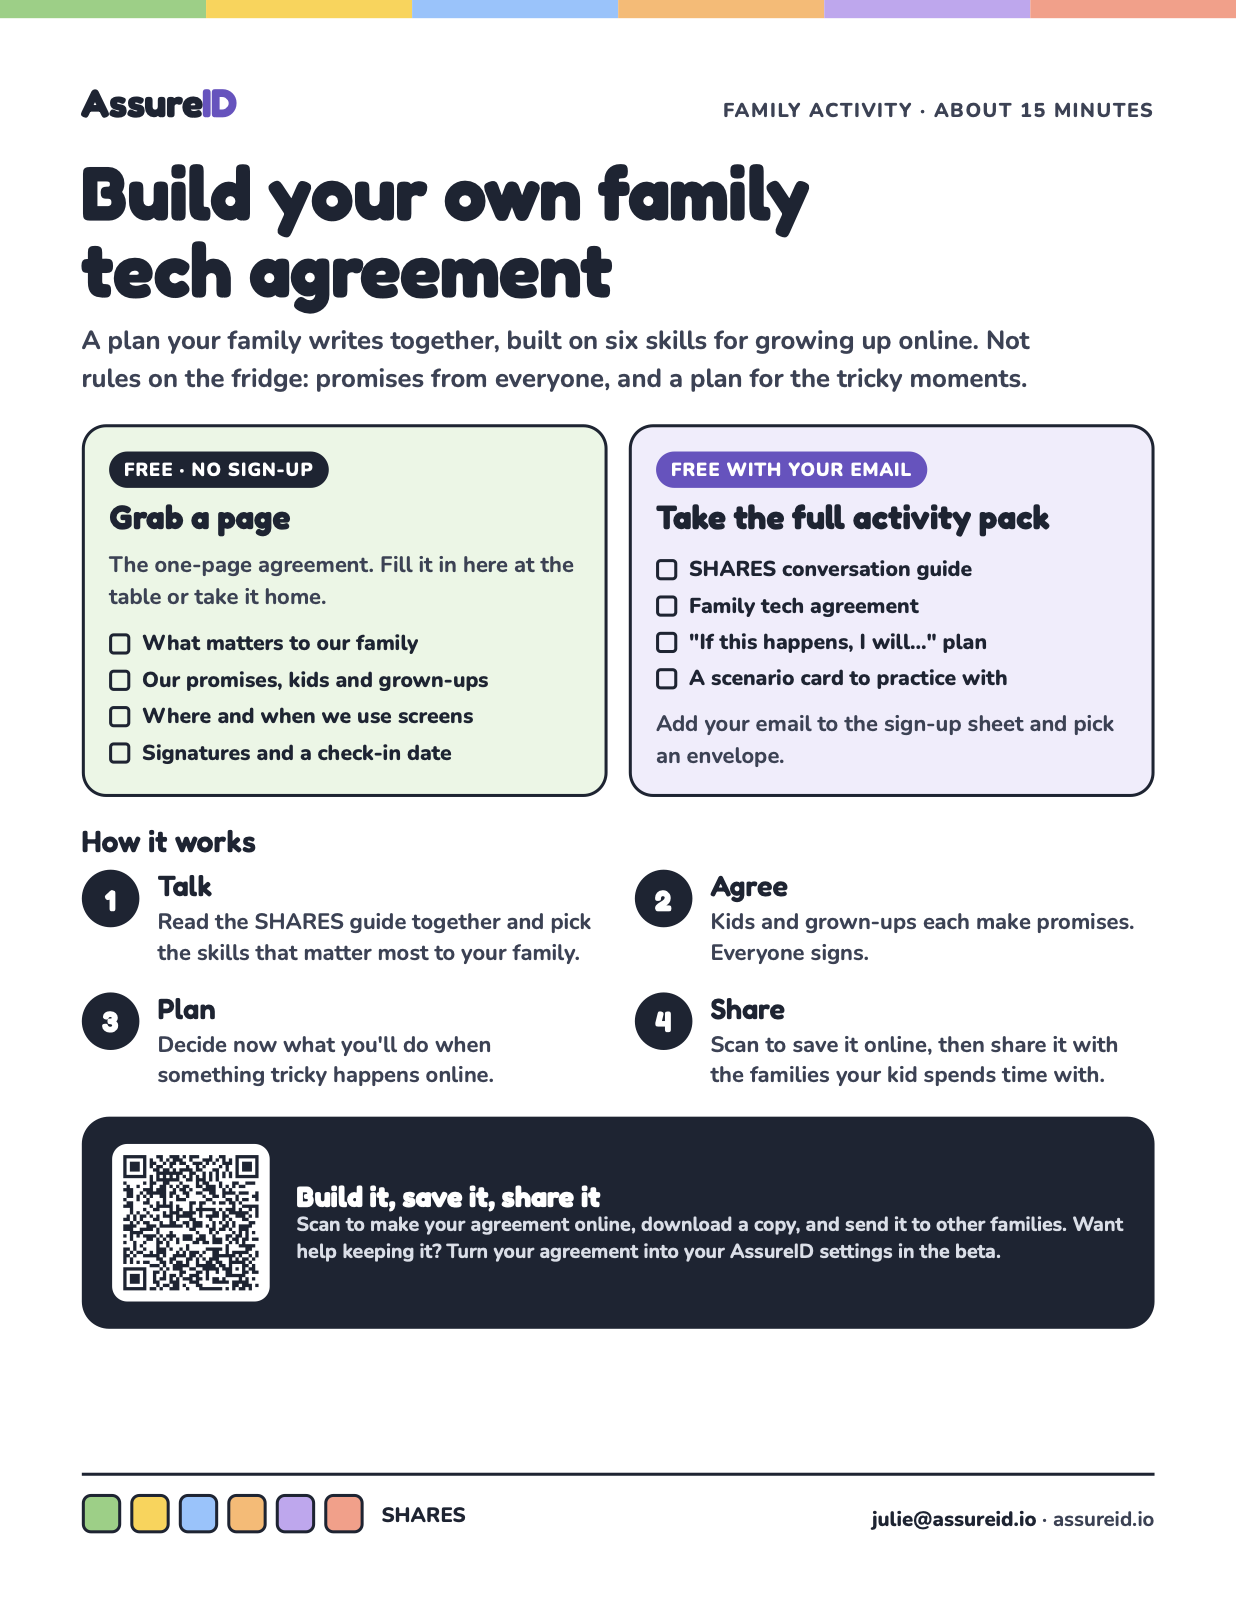 AssureID
FAMILY ACTIVITY · ABOUT 15 MINUTES
Build your own family
tech agreement
A plan your family writes together, built on six skills for growing up online. Not
rules on the fridge: promises from everyone, and a plan for the tricky moments.
FREE · NO SIGN-UP
Grab a page
The one-page agreement. Fill it in here at the
table or take it home.
What matters to our family
Our promises, kids and grown-ups
Where and when we use screens
Signatures and a check-in date
FREE WITH YOUR EMAIL
Take the full activity pack
SHARES conversation guide
Family tech agreement
"If this happens, I will..." plan
A scenario card to practice with
Add your email to the sign-up sheet and pick
an envelope.
How it works
1
Talk
Read the SHARES guide together and pick
the skills that matter most to your family.
2
Agree
Kids and grown-ups each make promises.
Everyone signs.
3
Plan
Decide now what you'll do when
something tricky happens online.
4
Share
Scan to save it online, then share it with
the families your kid spends time with.
Build it, save it, share it
Scan to make your agreement online, download a copy, and send it to other families. Want
help keeping it? Turn your agreement into your AssureID settings in the beta.
SHARES
julie@assureid.io · assureid.io